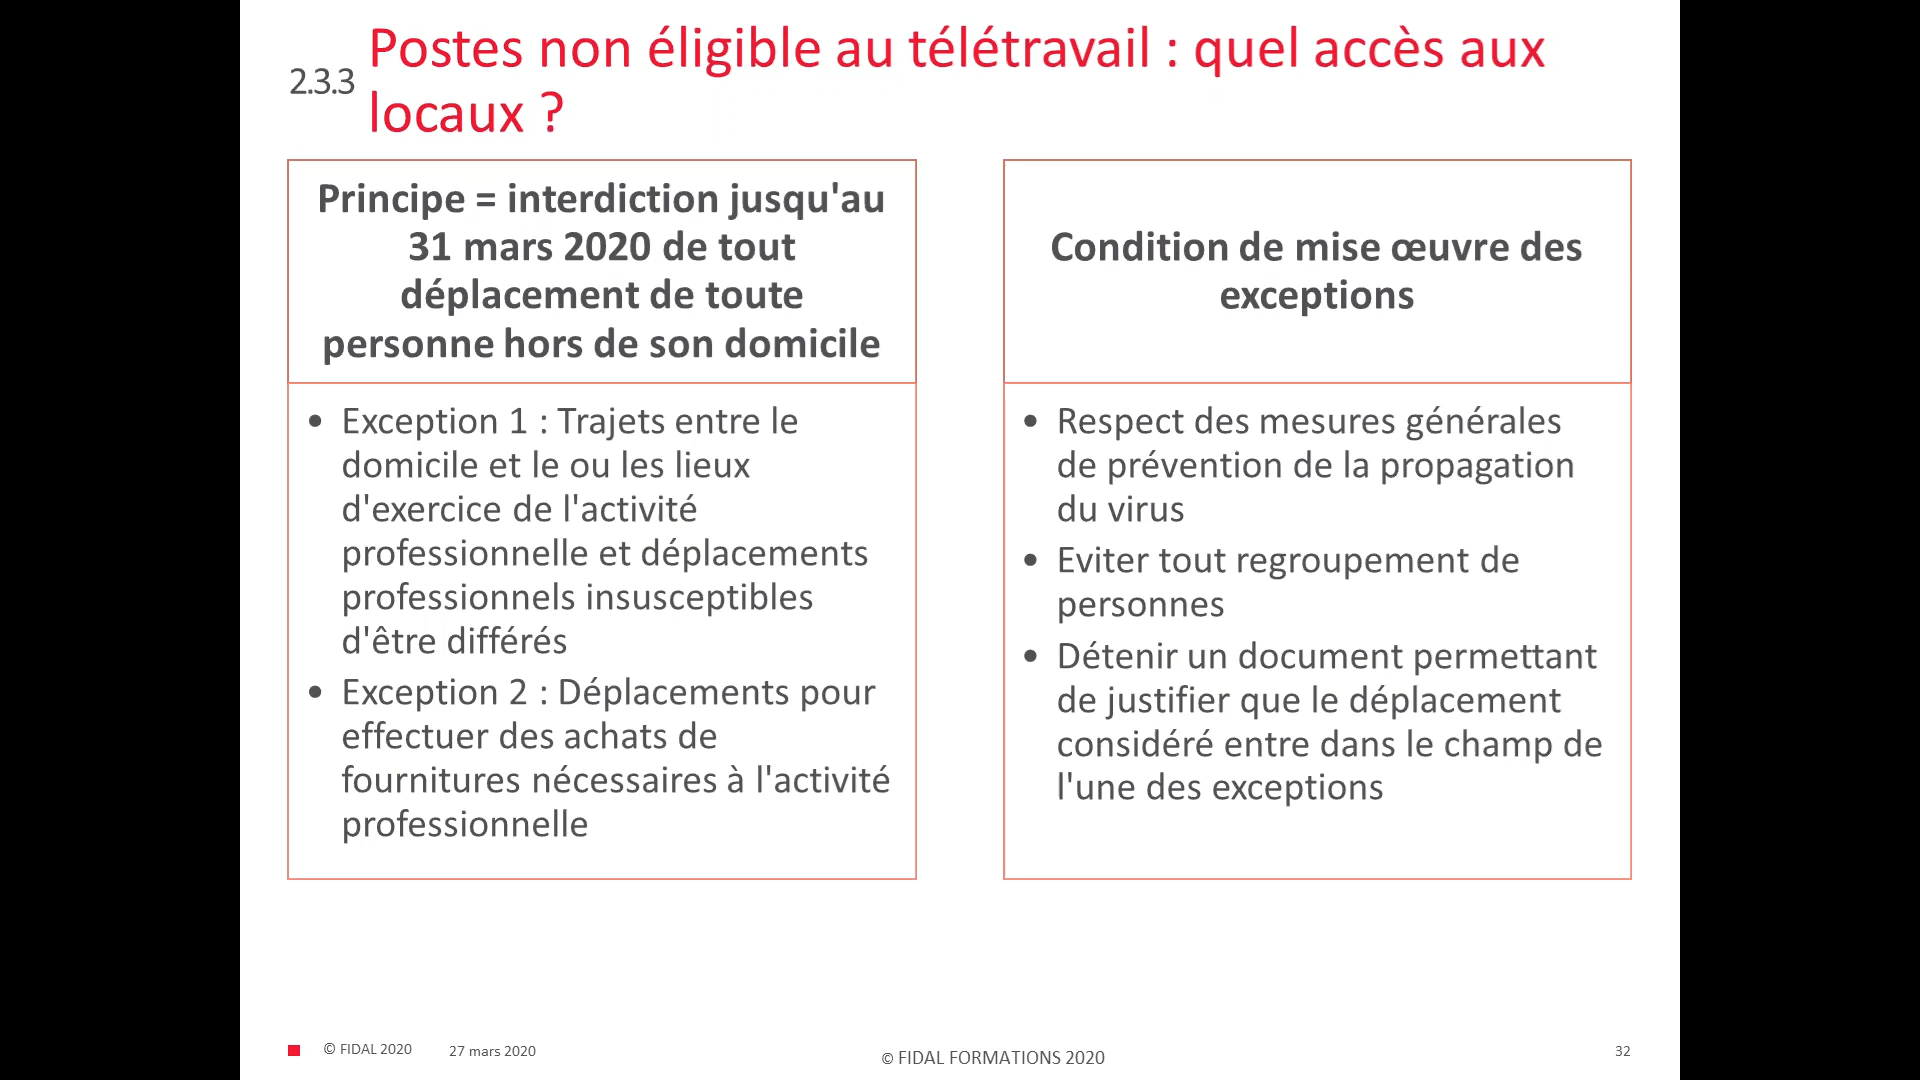 2.3.3
Postes non éligible au télétravail : quel accès aux
locaux ?
Principe = interdiction jusqu'au
31 mars 2020 de tout
déplacement de toute
personne hors de son domicile
• Exception 1 : Trajets entre le
domicile et le ou les lieux
d'exercice de l'activité
professionnelle et déplacements
professionnels insusceptibles
d'être différés
• Exception 2 : Déplacements pour
effectuer des achats de
fournitures nécessaires à l'activité
professionnelle
Condition de mise œuvre des
exceptions
• Respect des mesures générales
de prévention de la propagation
du virus
• Eviter tout regroupement de
personnes
• Détenir un document permettant
de justifier que le déplacement
considéré entre dans le champ de
l'une des exceptions
© FIDAL 2020
27 mars 2020
© FIDAL FORMATIONS 2020
32